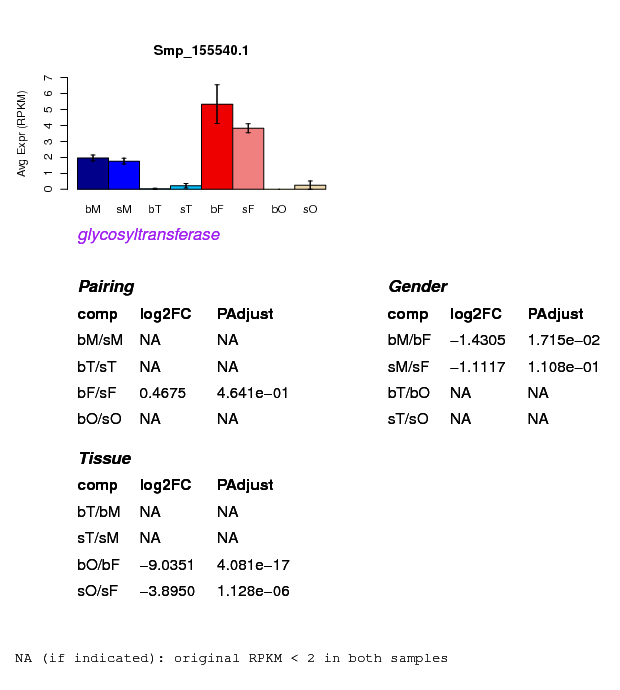 Smp_155540.1
Avg Expr (RPKM)
0 1 2 3 4 5 6 7
bM sM bT sT bF sF bO sO
glycosyltransferase
Pairing
comp log2FC PAdjust
bM/sM NA NA
bT/sT NA NA
bF/sF 0.4675 4.641e−01
bO/sO NA NA
Gender
comp log2FC PAdjust
bM/bF −1.4305 1.715e−02
sM/sF −1.1117 1.108e−01
bT/bO NA NA
sT/sO NA NA
Tissue
comp log2FC PAdjust
bT/bM NA NA
sT/sM NA NA
bO/bF −9.0351 4.081e−17
sO/sF −3.8950 1.128e−06
NA (if indicated): original RPKM < 2 in both samples